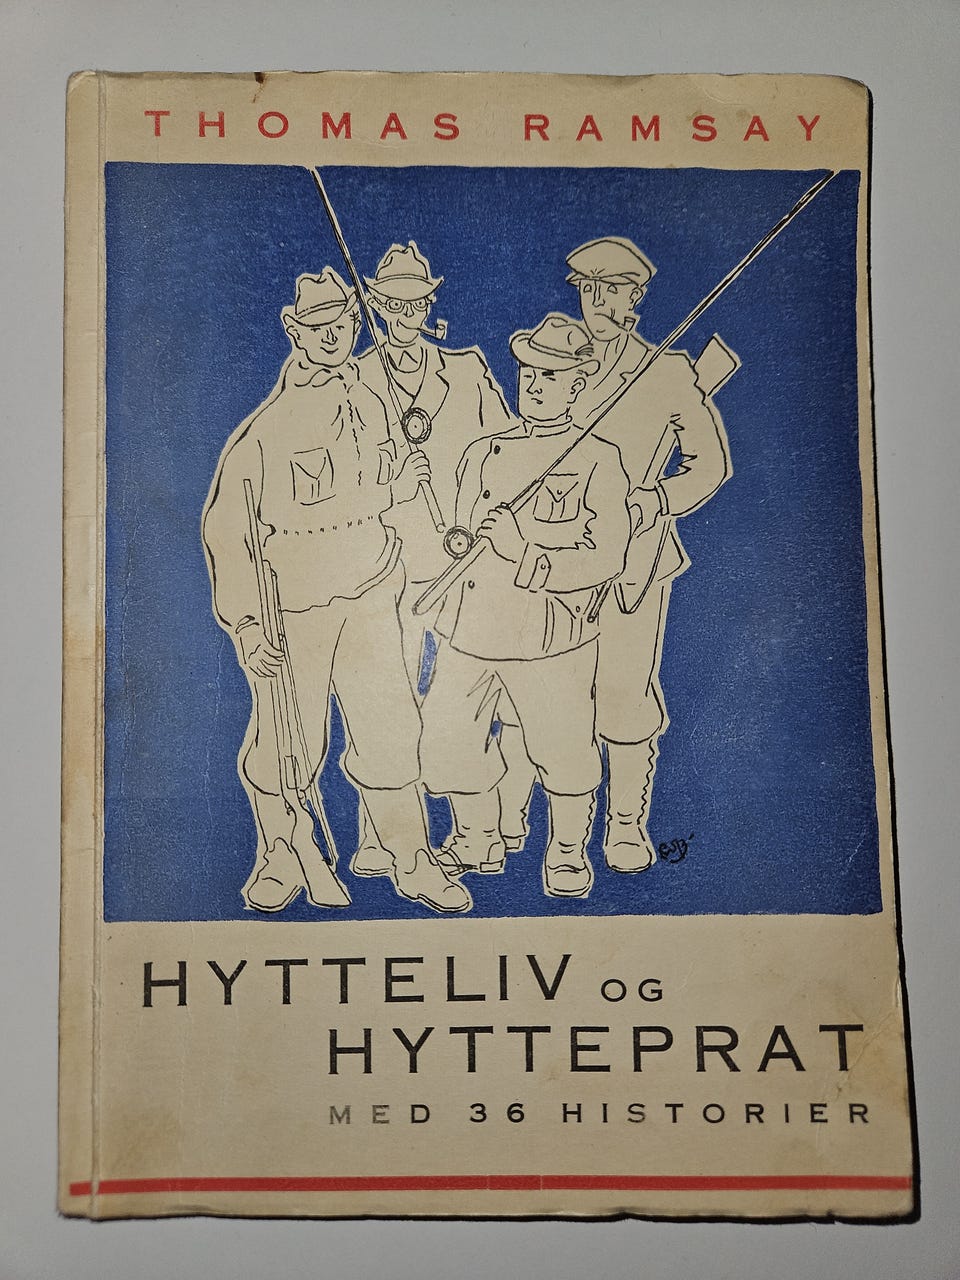 THOMAS RAMSAY
HYTTELIV OG
HYTTEPRAT
MED 36 HISTORIER